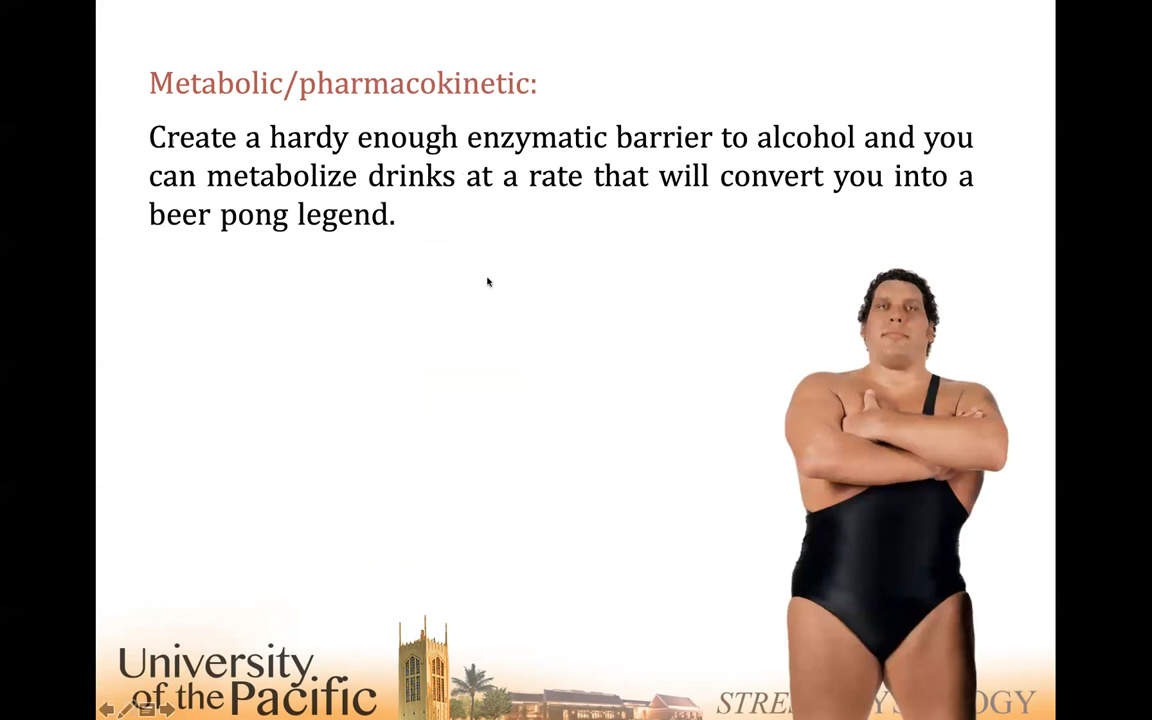 Metabolic/pharmacokinetic:
Create a hardy enough enzymatic barrier to alcohol and you
can metabolize drinks at a rate that will convert you into a
beer pong legend.
University
of the Pacific